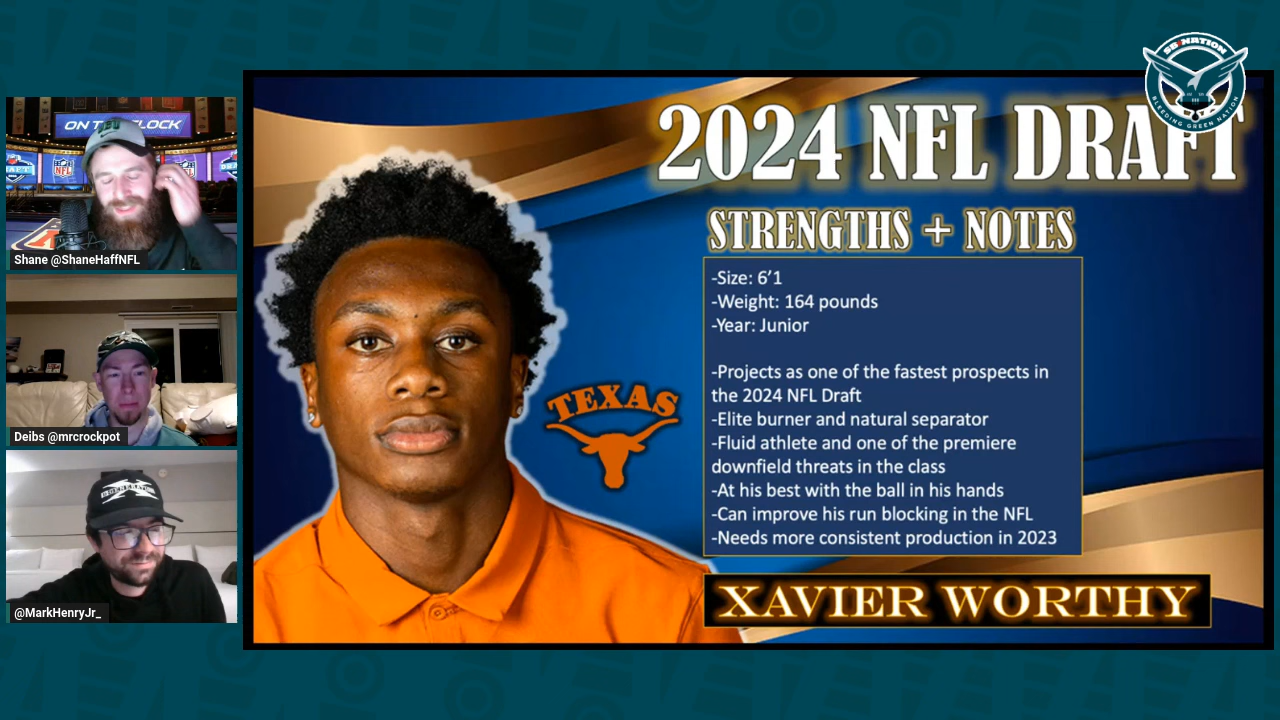 SB NATION
BLEEDING GREEN NATION
2024 NFL DRAFT
STRENGTHS + NOTES
-Size: 6’1
-Weight: 164 pounds
-Year: Junior
-Projects as one of the fastest prospects in
the 2024 NFL Draft
-Elite burner and natural separator
-Fluid athlete and one of the premiere
downfield threats in the class
-At his best with the ball in his hands
-Can improve his run blocking in the NFL
-Needs more consistent production in 2023
TEXAS
XAVIER WORTHY
NFL
Shane @ShaneHaffNFL
Deibs @mrcrockpot
@MarkHenryJr_